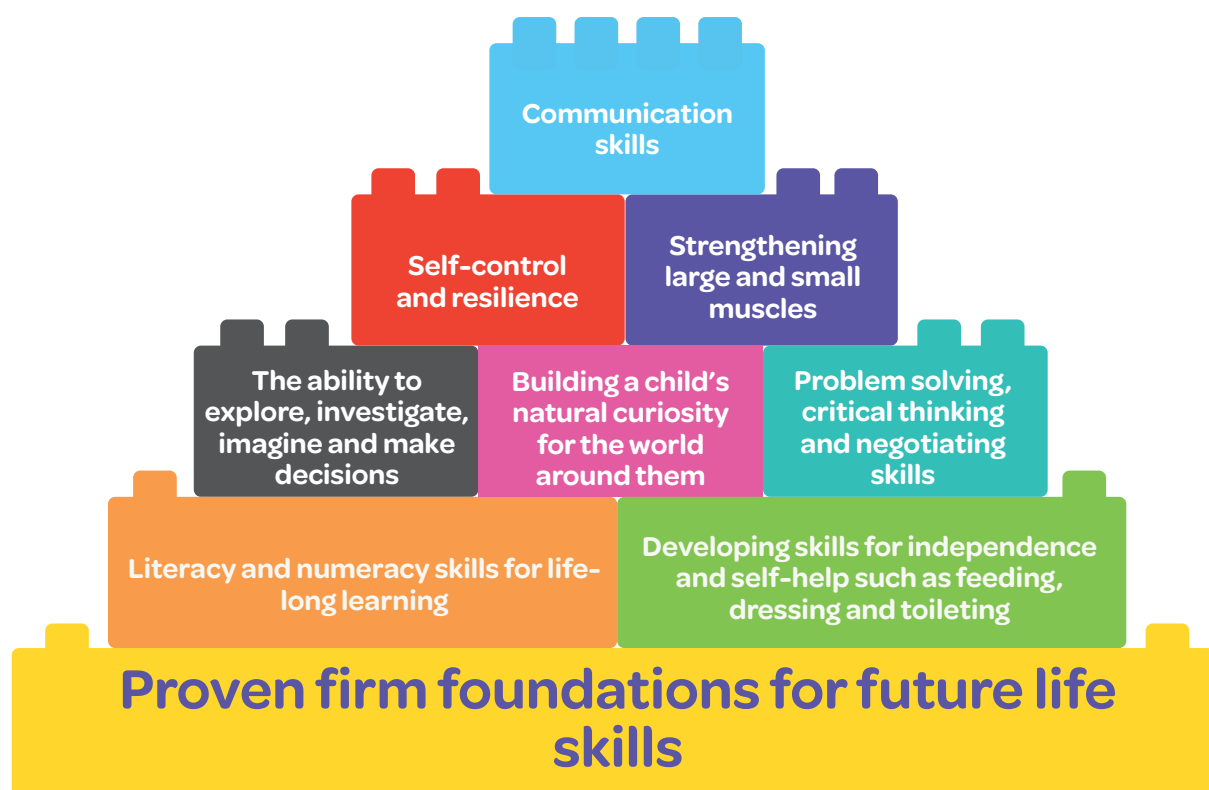 Communication
skills
Self-control
and resilience
Strengthening
large and small
muscles
The ability to
explore, investigate,
imagine and make
decisions
Building a child's
natural curiosity
for the world
around them
Problem solving,
critical thinking
and negotiating
skills
Literacy and numeracy skills for life-
long learning
Developing skills for independence
and self-help such as feeding,
dressing and toileting
Proven firm foundations for future life
skills